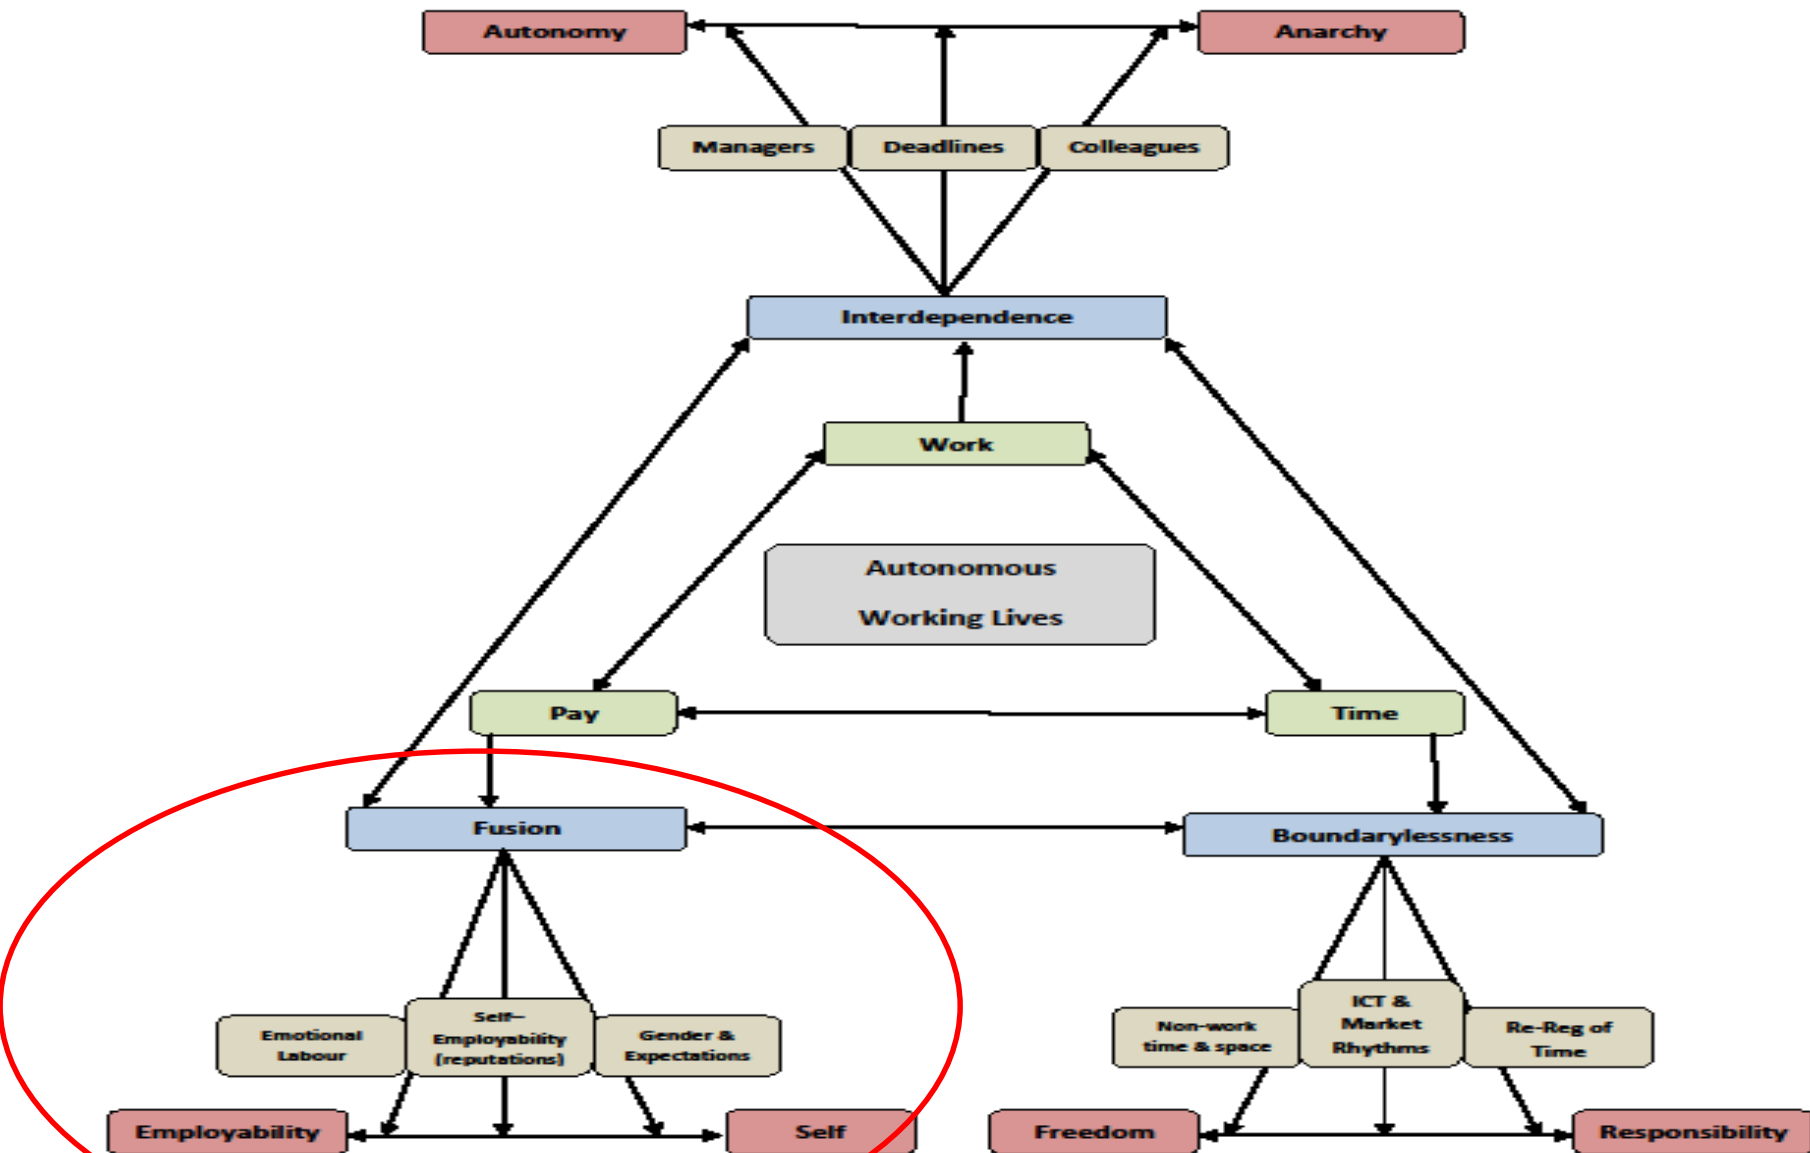 Autonomy
Anarchy
Managers
Deadlines
Colleagues
Interdependence
Work
Autonomous
Working Lives
Pay
Time
Fusion
Boundarylessness
Emotional
Labour
Self–
Employability
(reputations)
Gender &
Expectations
Non-work
time & space
ICT &
Market
Rhythms
Re-Reg of
Time
Employability
Self
Freedom
Responsibility